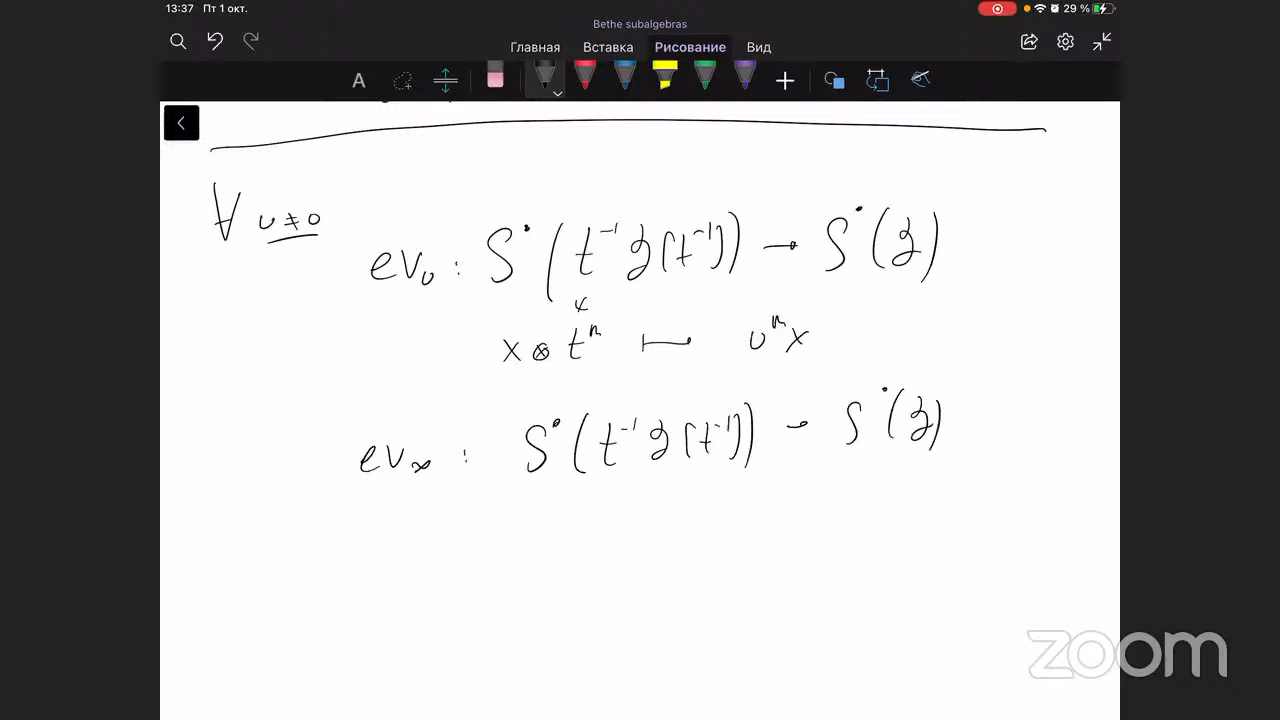 13:37 Пт 1 окт.
29 %
Bethe subalgebras
Главная Вставка Рисование Вид
A
∀ u≠0
ev_u : S^•(t^{-1} g[t^{-1}]) → S^•(g)
x ⊗ t^n ↦ u^n x
ev_∞ : S^•(t^{-1} g[t^{-1}]) → S^•(g)
zoom